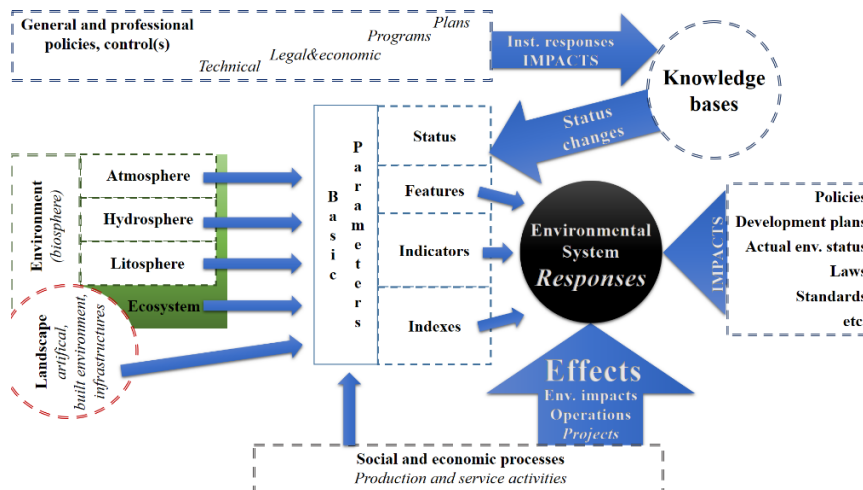 General and professional
policies, control(s)
Technical
Legal&economic
Programs
Plans
Inst. responses
IMPACTS
Knowledge
bases
Status
changes
Environment
(biosphere)
Atmosphere
Hydrosphere
Litosphere
Ecosystem
Landscape
artifical,
built environment,
infrastructures
Basic
Parameters
Status
Features
Indicators
Indexes
Environmental
System
Responses
IMPACTS
Policies
Development plans
Actual env. status
Laws
Standards
etc
Effects
Env. impacts
Operations
Projects
Social and economic processes
Production and service activities